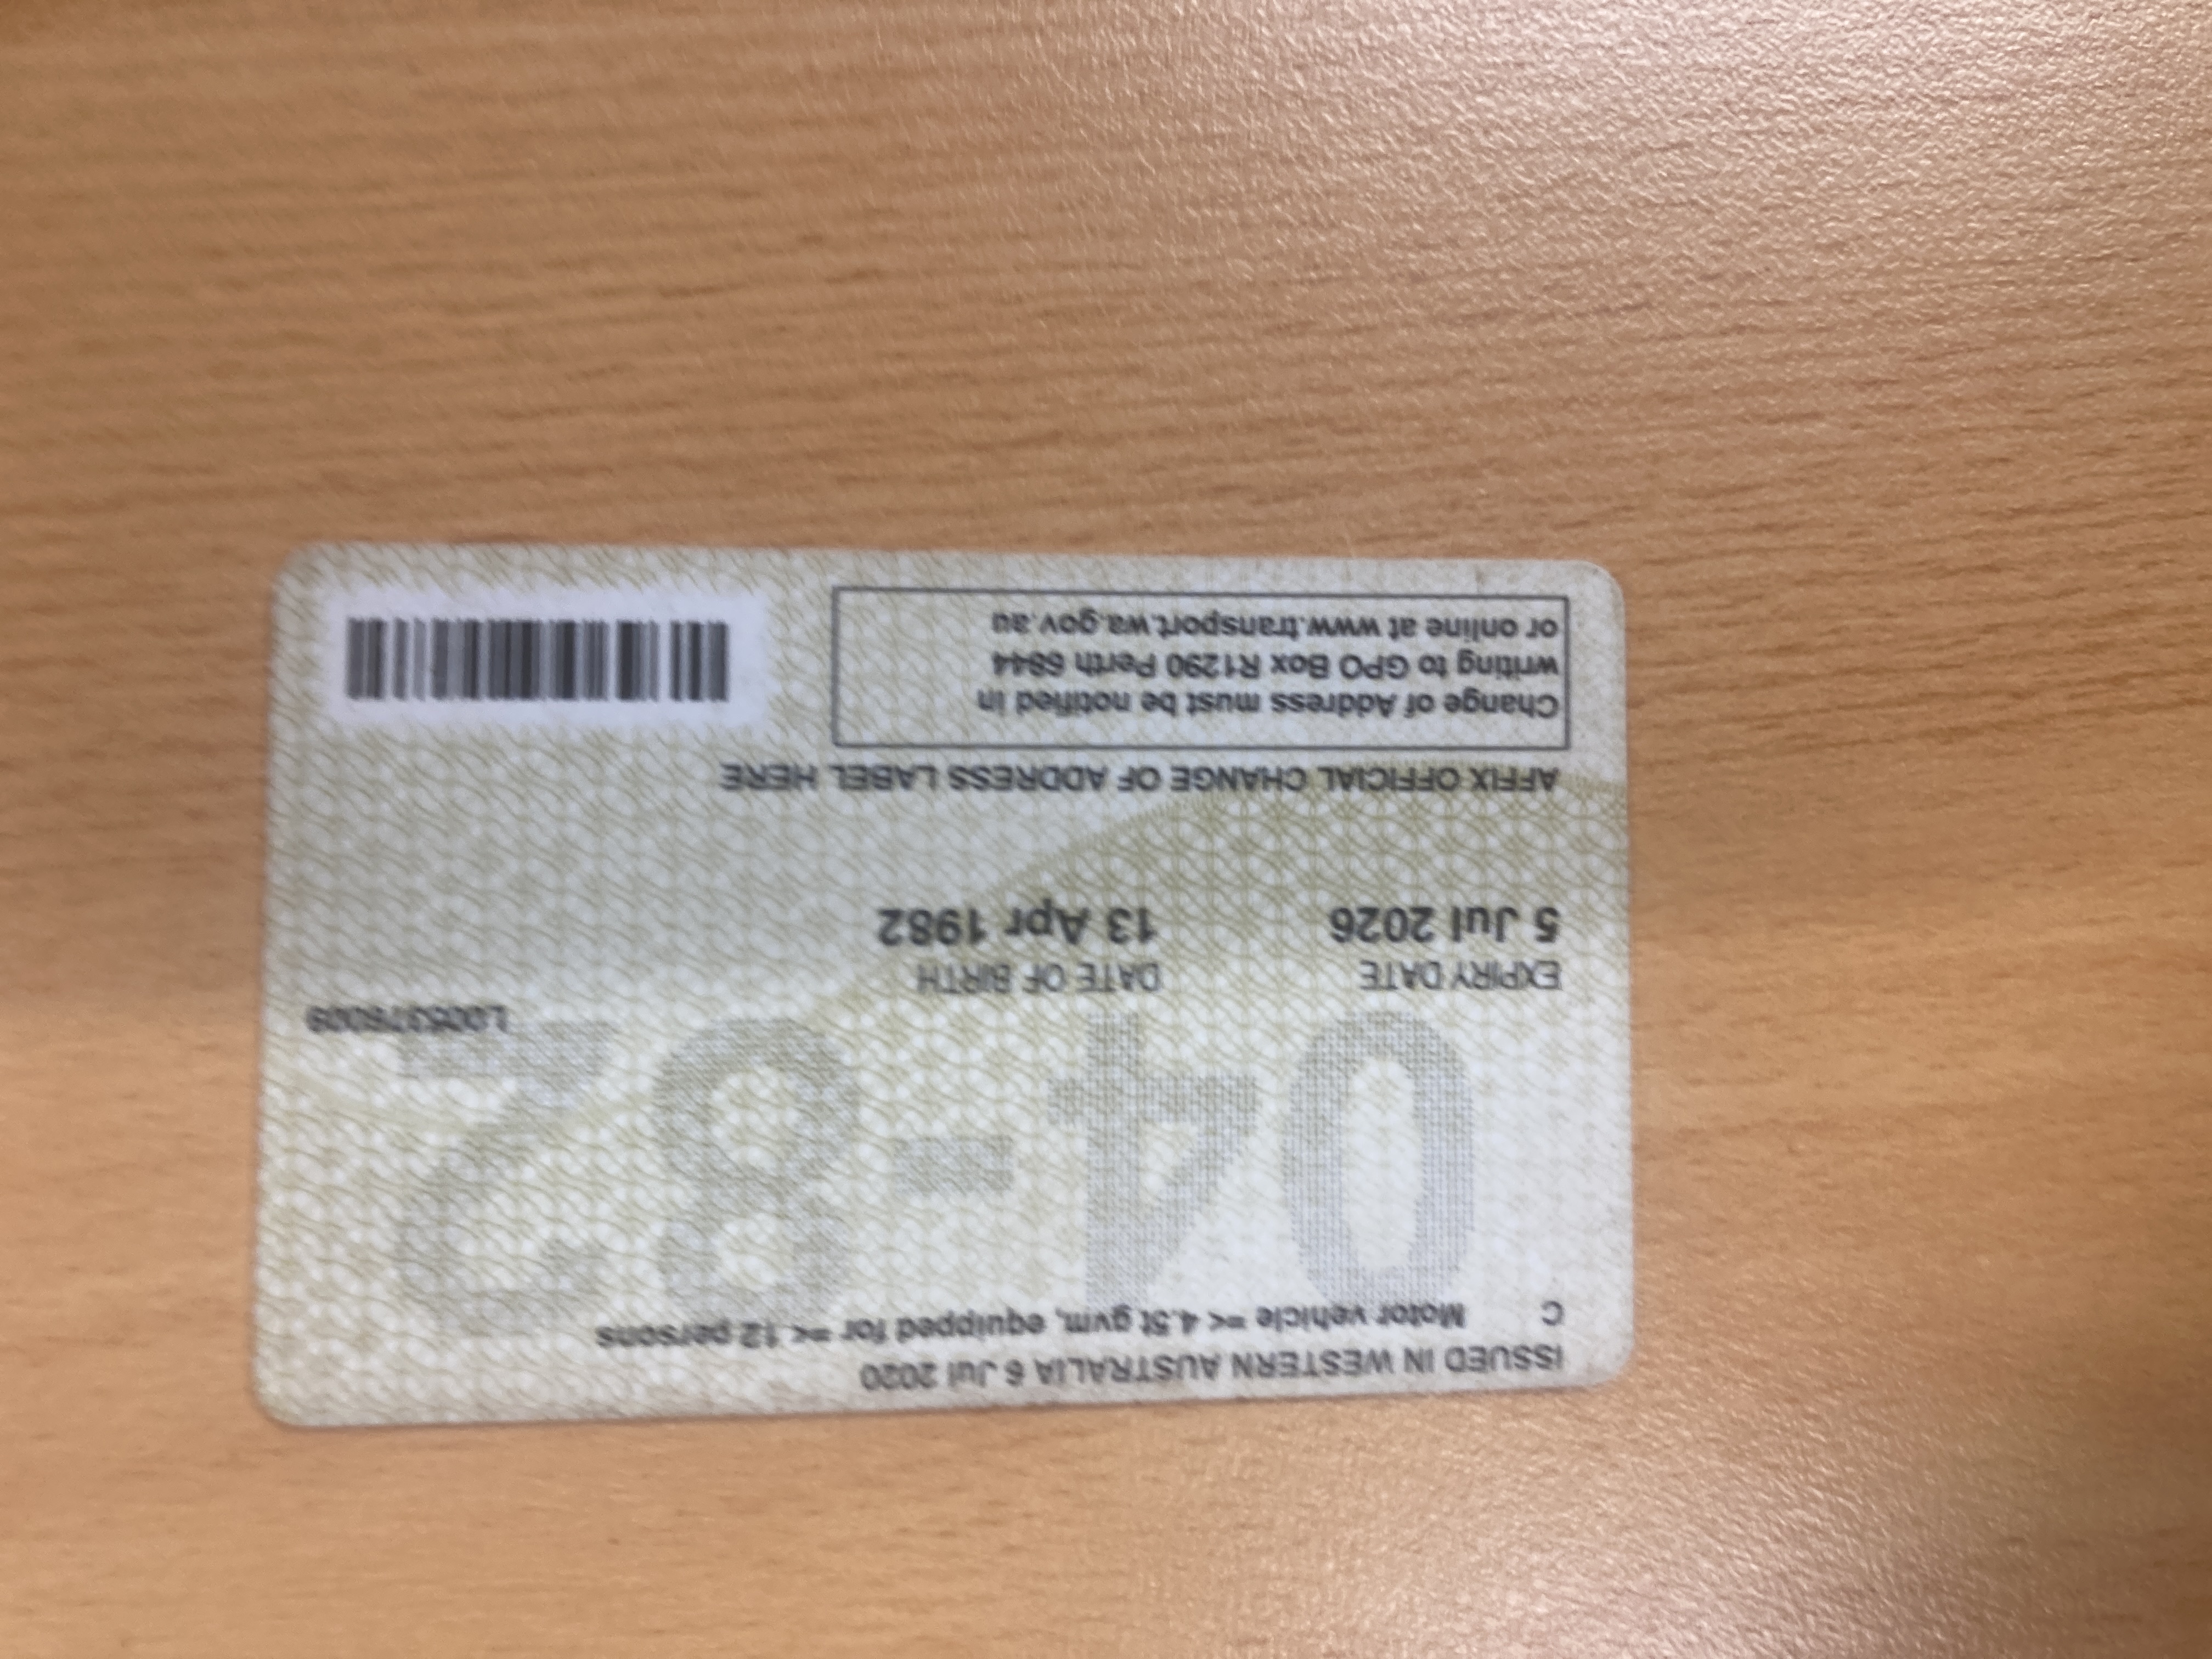 ISSUED IN WESTERN AUSTRALIA 6 Jul 2020
C Motor vehicle =< 4.5t gvm, equipped for =< 12 persons
04-82
EXPIRY DATE DATE OF BIRTH
5 Jul 2026 13 Apr 1982
AFFIX OFFICIAL CHANGE OF ADDRESS LABEL HERE
Change of Address must be notified in
writing to GPO Box R1290 Perth 6844
or online at www.transport.wa.gov.au